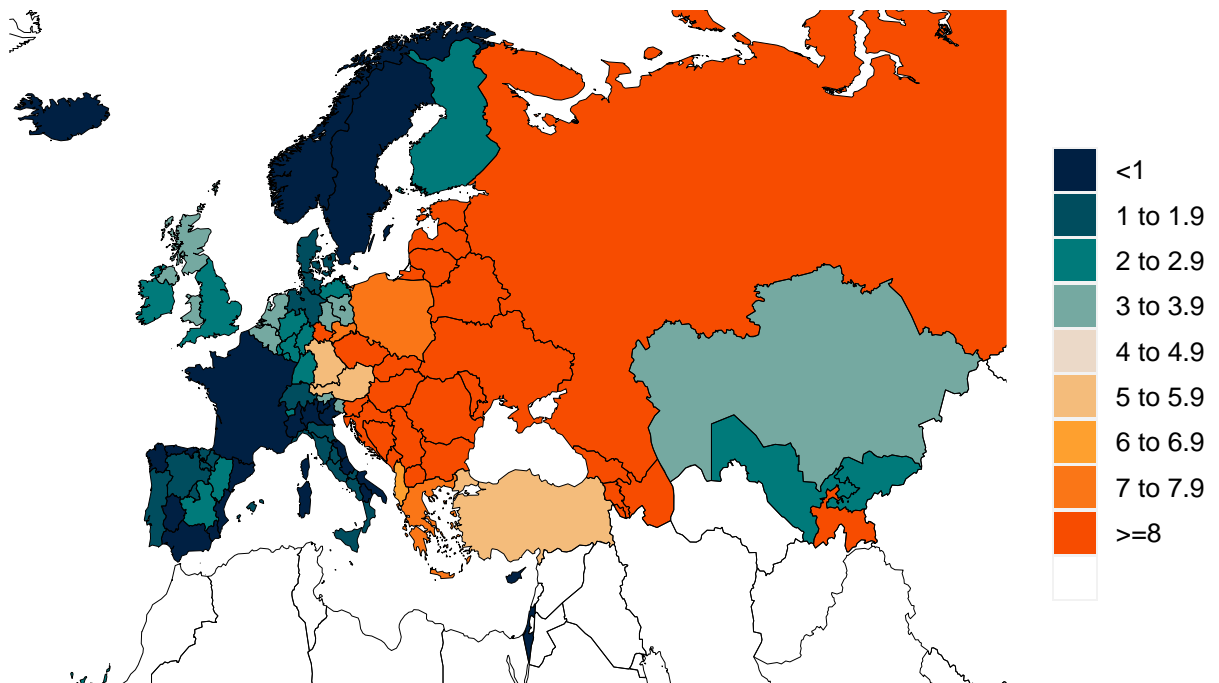 <1
1 to 1.9
2 to 2.9
3 to 3.9
4 to 4.9
5 to 5.9
6 to 6.9
7 to 7.9
>=8